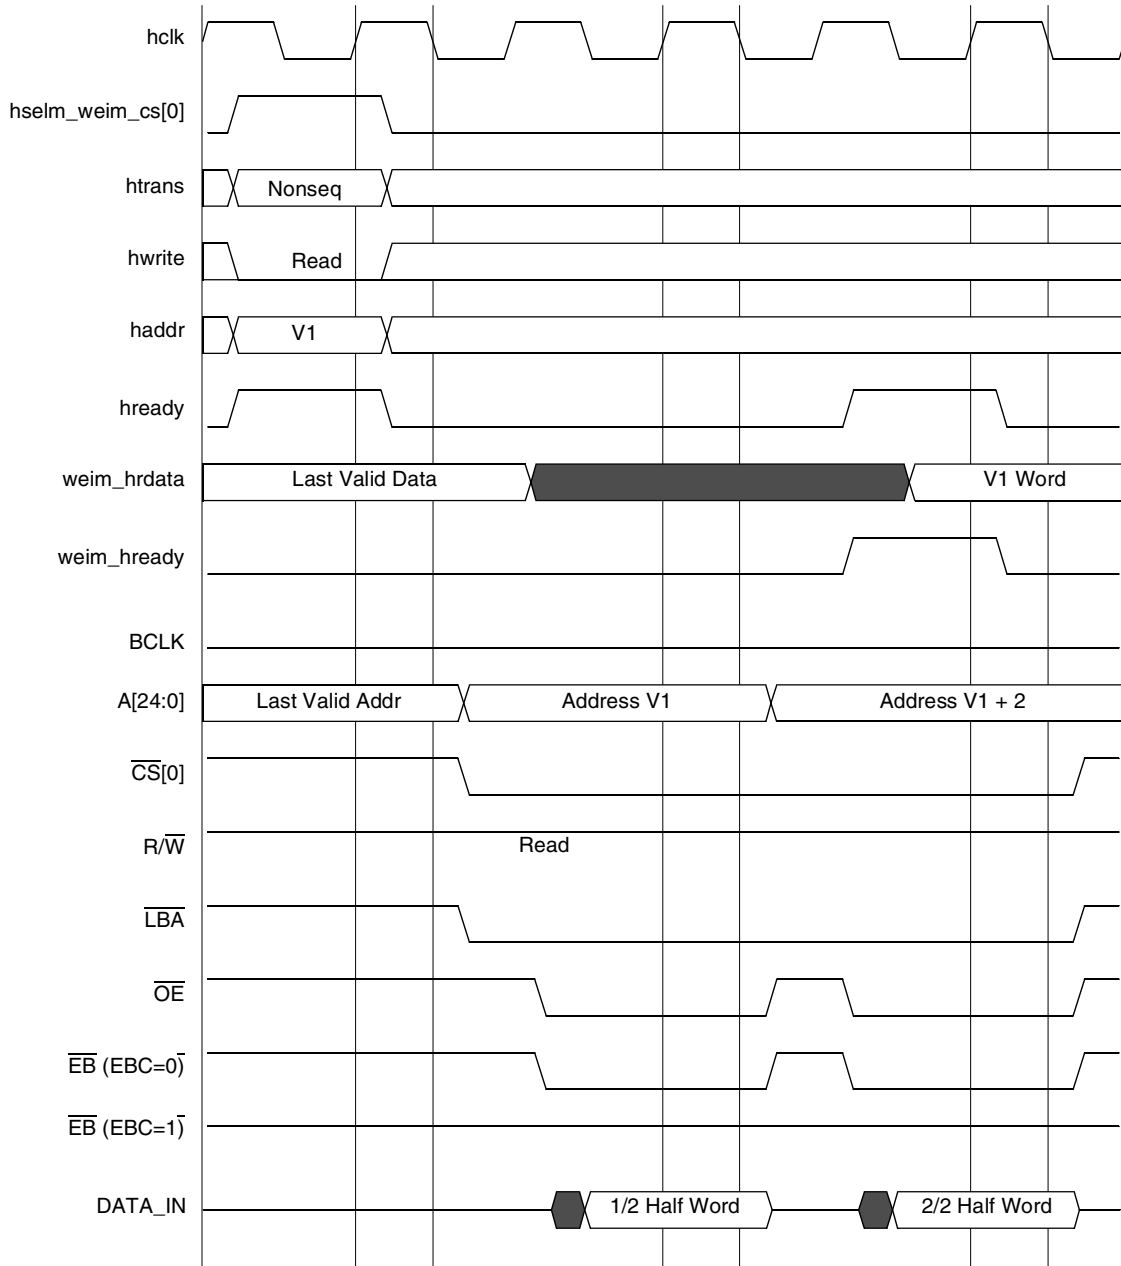 hclk
hselm_weim_cs[0]
htrans Nonseq
hwrite Read
haddr V1
hready
weim_hrdata Last Valid Data V1 Word
weim_hready
BCLK
A[24:0] Last Valid Addr Address V1 Address V1 + 2
CS[0]
R/W Read
LBA
OE
EB (EBC=0)
EB (EBC=1)
DATA_IN 1/2 Half Word 2/2 Half Word